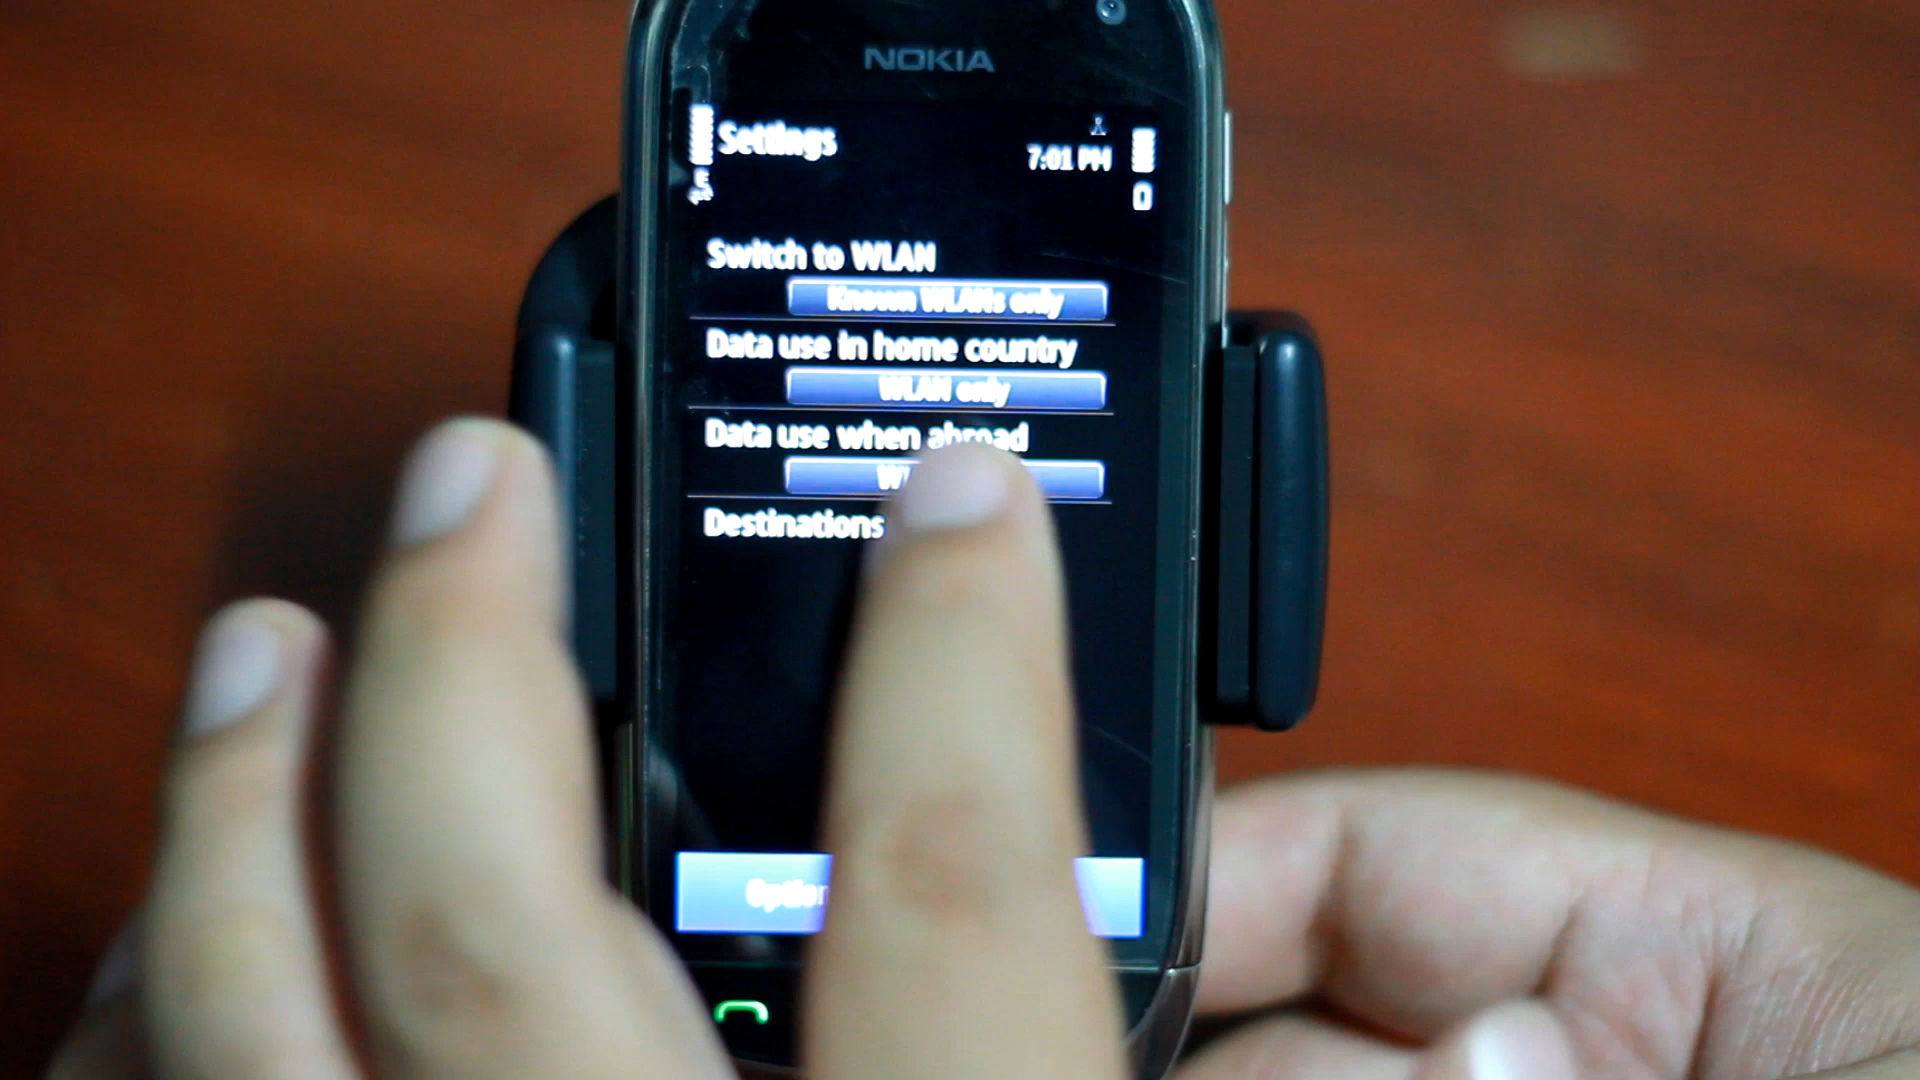 NOKIA
Settings
7:01 PM
Switch to WLAN
Known WLANs only
Data use in home country
WLAN only
Data use when abroad
Destinations